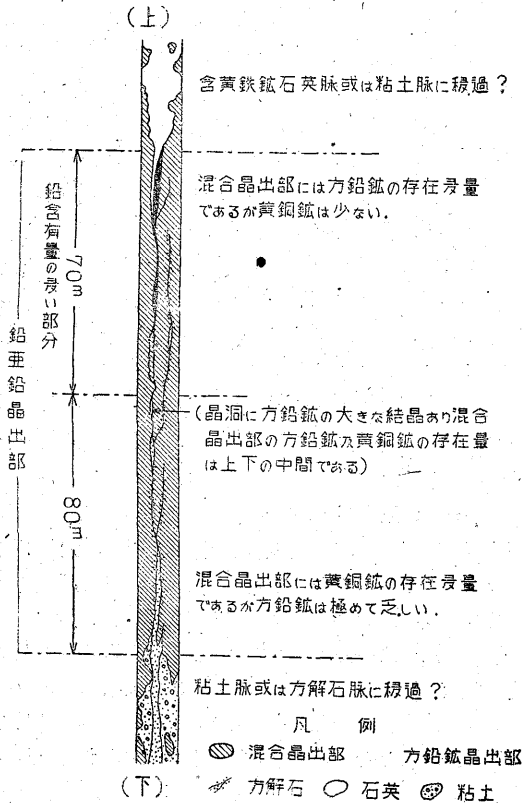 (上)
含黄鉄鉱石英脈或は粘土脈に移過？
混合晶出部には方鉛鉱の存在多量
であるが黄銅鉱は少ない．
鉛含有量の多い部分
70m
鉛亜鉛晶出部
(晶洞に方鉛鉱の大きな結晶あり混合
晶出部の方鉛鉱及黄銅鉱の存在量
は上下の中間である)
80m
混合晶出部には黄銅鉱の存在多量
であるが方鉛鉱は極めて乏しい．
粘土脈或は方解石脈に移過？
凡 例
混合晶出部 方鉛鉱晶出部
方解石 石英 粘土
(下)